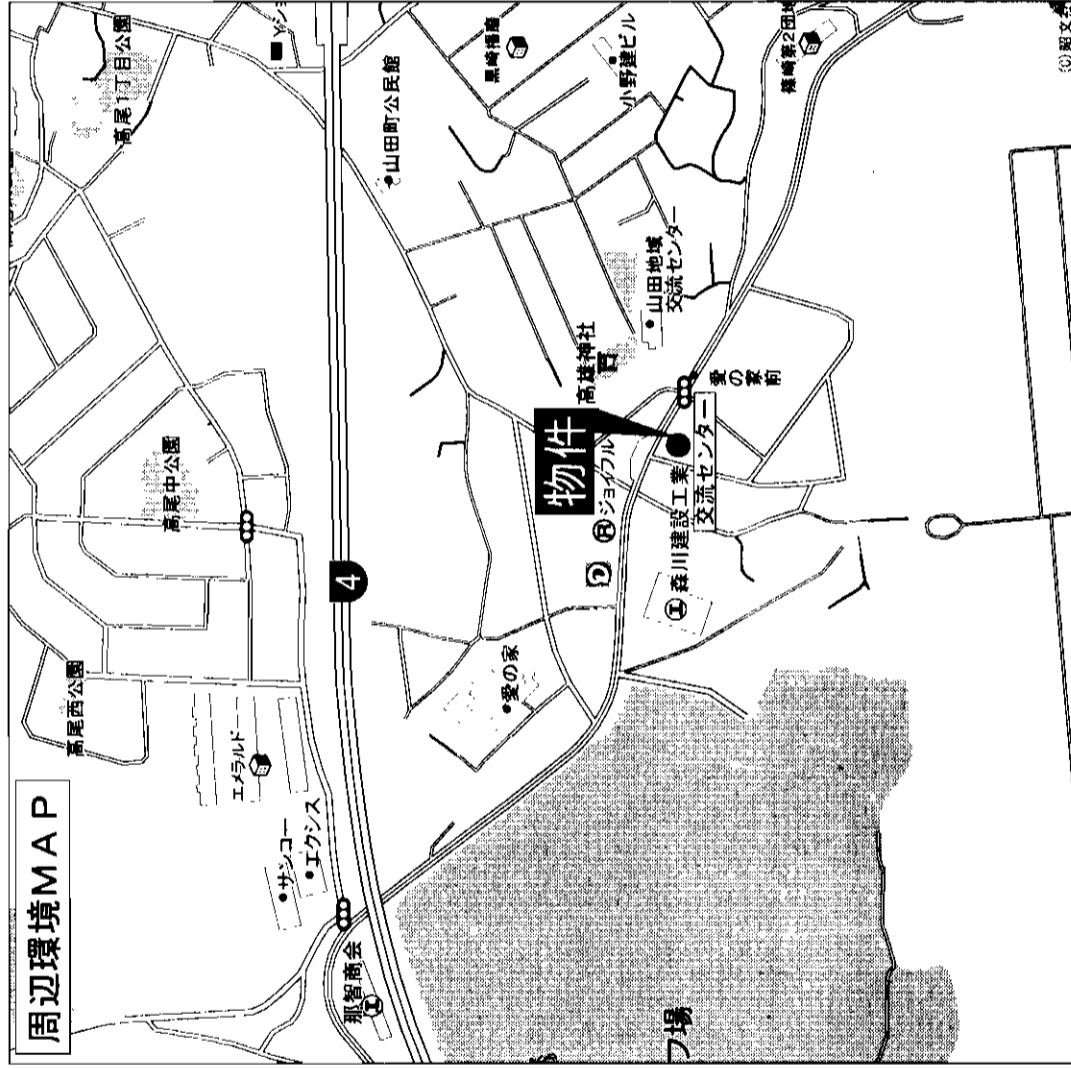 周辺環境MAP
高尾西公園
エメラルド
サンコー
エクシス
那智商会
高尾中公園
高尾1丁目公園
4
山田町公民館
黒崎播磨
小野建ビル
篠崎第2団地
高雄神社
山田地域
交流センター
物件
ジョイフル
愛の家前
交流センター
森川建設工業
愛の家
フ場